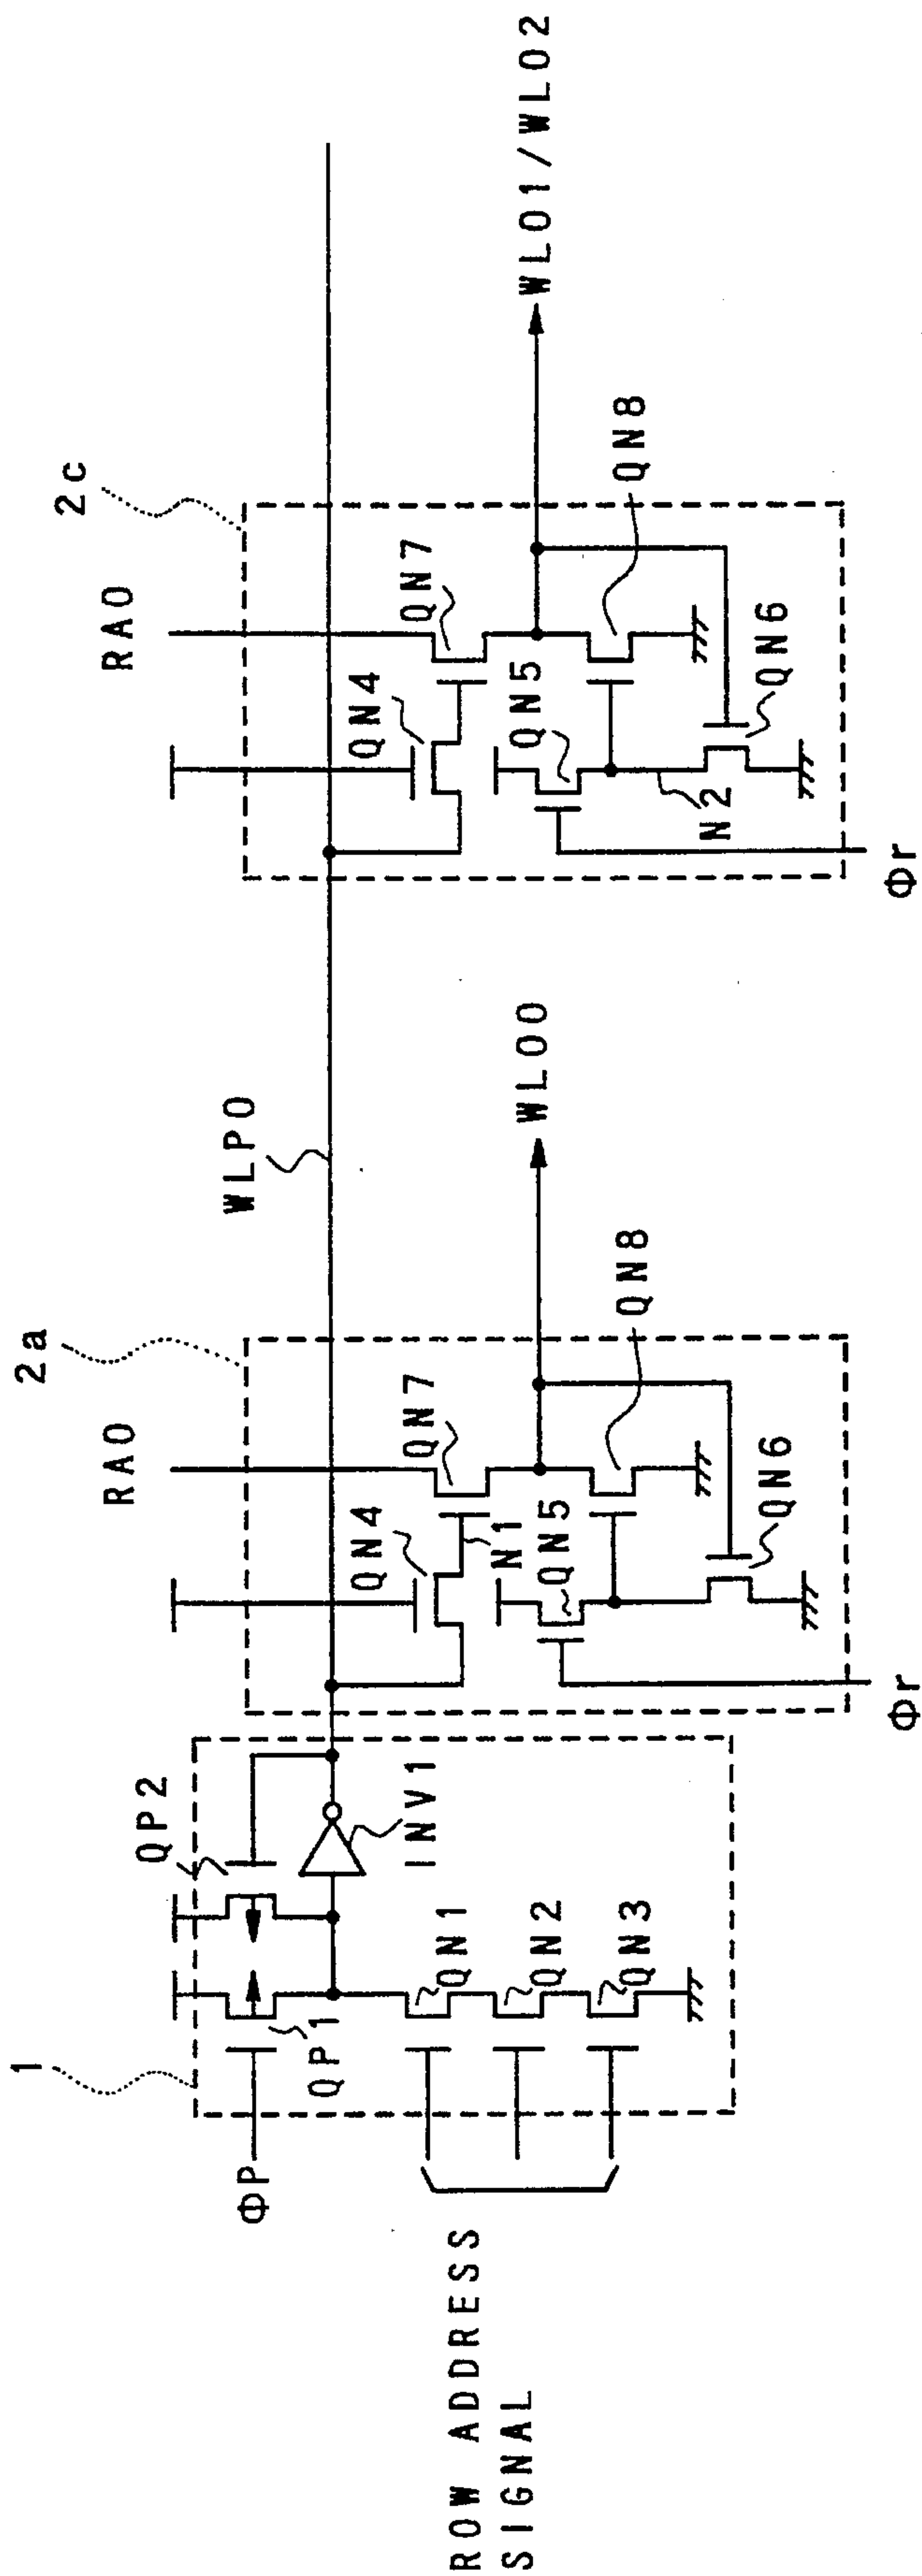 1
ΦP
QP1
QP2
QN1
QN2
QN3
INV1
ROW ADDRESS
SIGNAL
WLP0
2a
RA0
QN4
N1
QN7
QN5
QN8
QN6
Φr
WL00
2c
RA0
QN4
QN7
QN5
N2
QN8
QN6
Φr
WL01/WL02